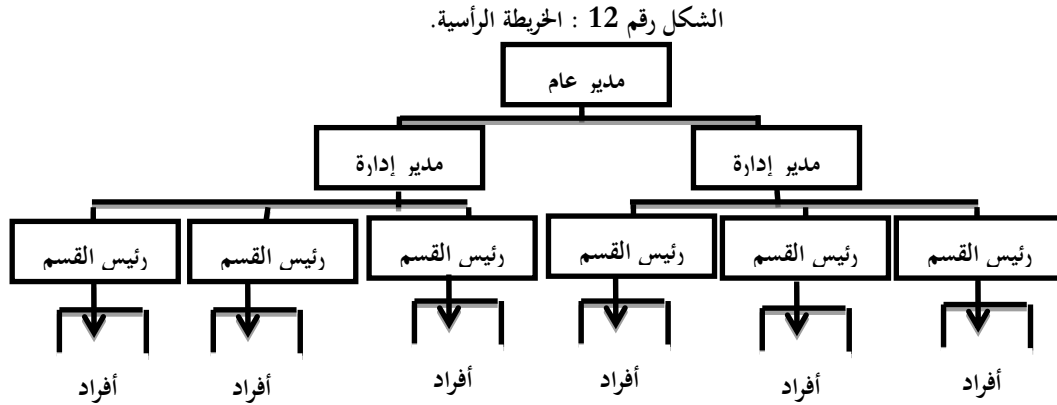 الشكل رقم 12 : الخريطة الرأسية.
مدير عام
مدير إدارة
مدير إدارة
رئيس القسم
رئيس القسم
رئيس القسم
رئيس القسم
رئيس القسم
رئيس القسم
أفراد
أفراد
أفراد
أفراد
أفراد
أفراد